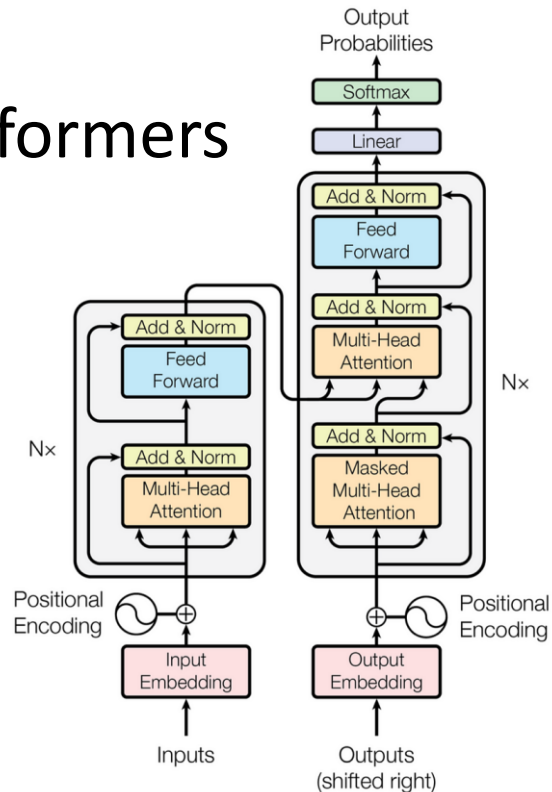 formers
Output
Probabilities
Softmax
Linear
Add & Norm
Feed
Forward
Add & Norm
Multi-Head
Attention
Nx
Add & Norm
Masked
Multi-Head
Attention
Add & Norm
Feed
Forward
Nx
Add & Norm
Multi-Head
Attention
Positional
Encoding
Positional
Encoding
Input
Embedding
Output
Embedding
Inputs
Outputs
(shifted right)